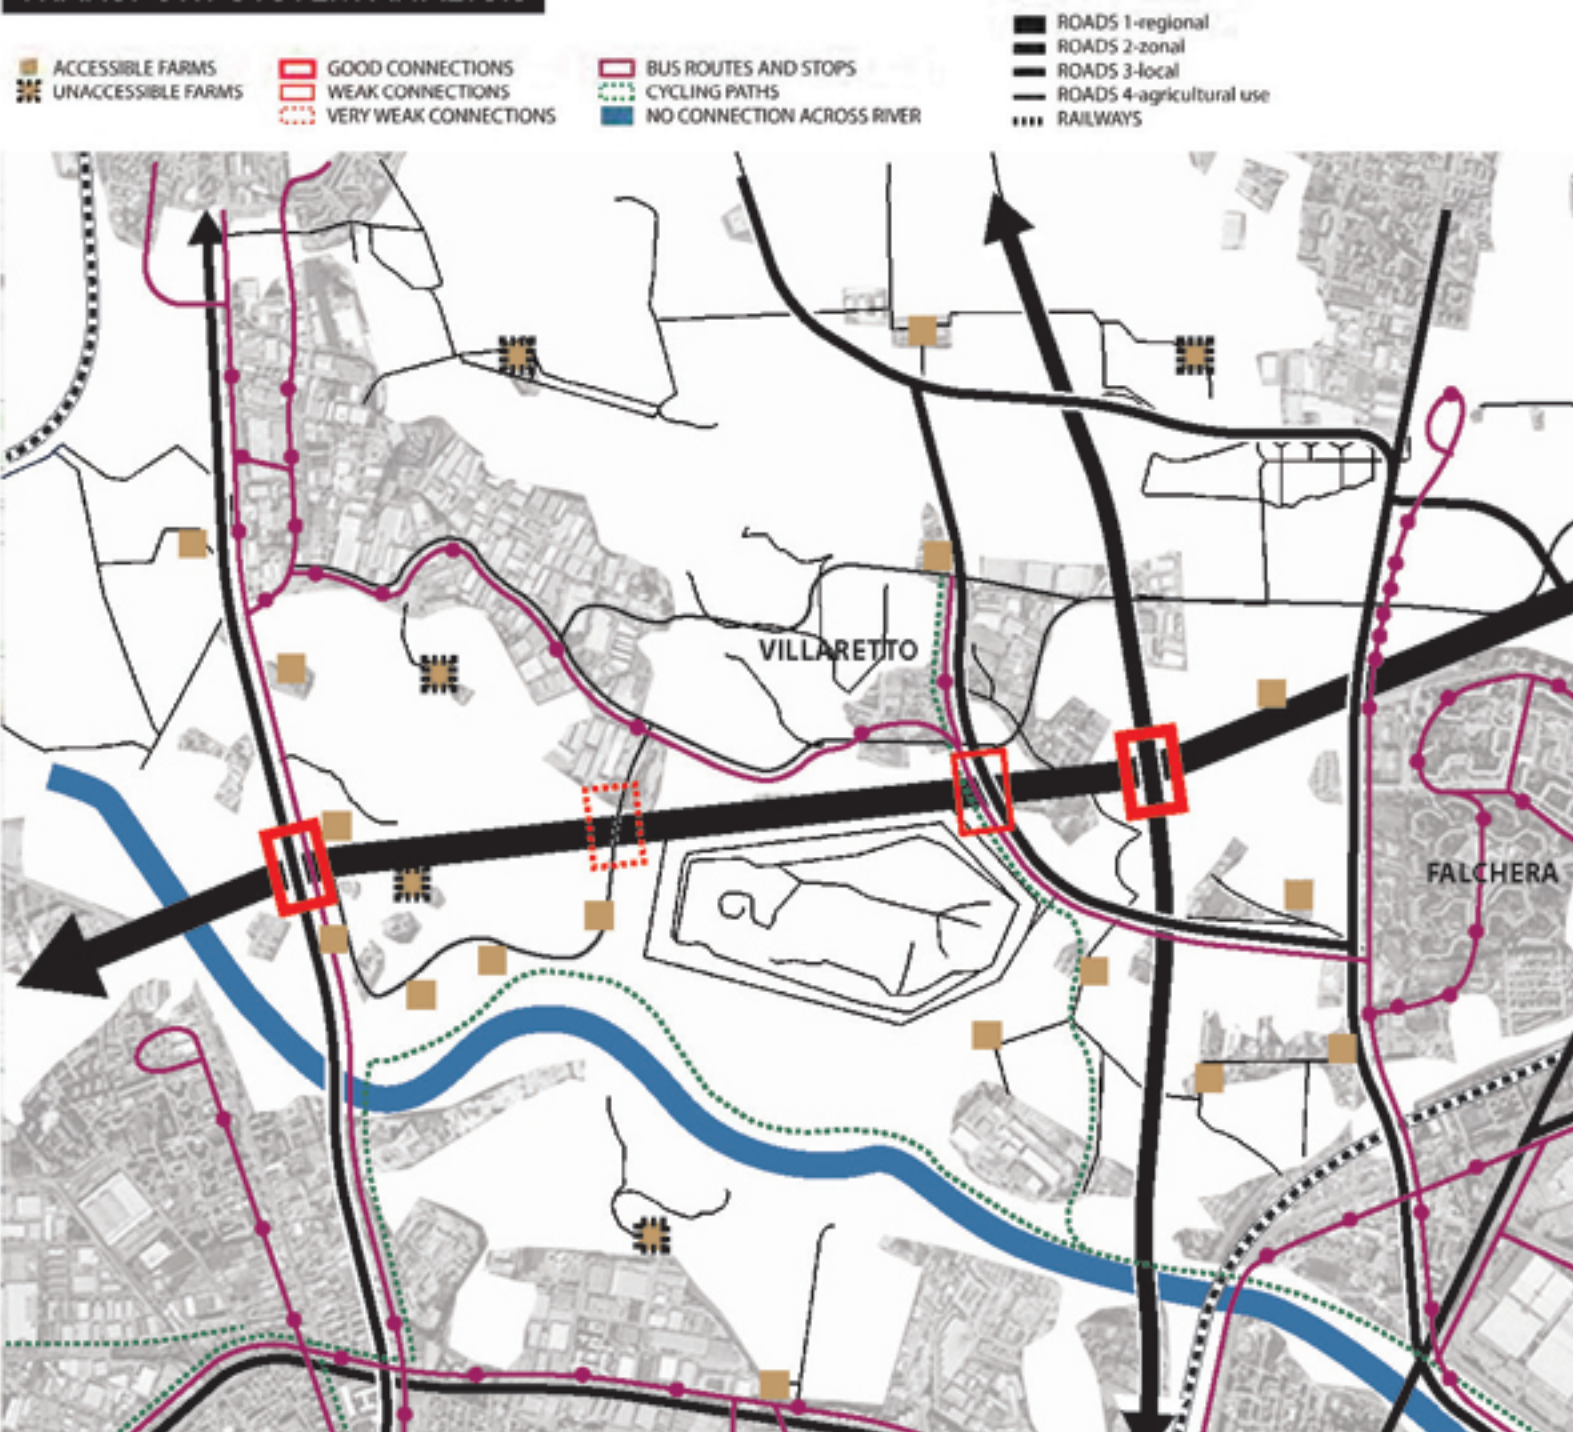 ACCESSIBLE FARMS
UNACCESSIBLE FARMS
GOOD CONNECTIONS
WEAK CONNECTIONS
VERY WEAK CONNECTIONS
BUS ROUTES AND STOPS
CYCLING PATHS
NO CONNECTION ACROSS RIVER
ROADS 1-regional
ROADS 2-zonal
ROADS 3-local
ROADS 4-agricultural use
RAILWAYS
VILLARETTO
FALCHERA